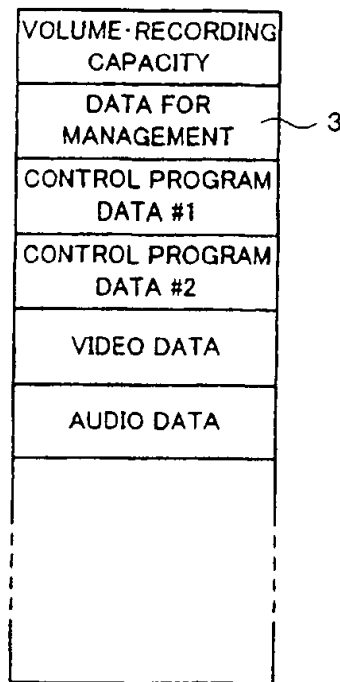 VOLUME·RECORDING
CAPACITY
DATA FOR
MANAGEMENT
3
CONTROL PROGRAM
DATA #1
CONTROL PROGRAM
DATA #2
VIDEO DATA
AUDIO DATA